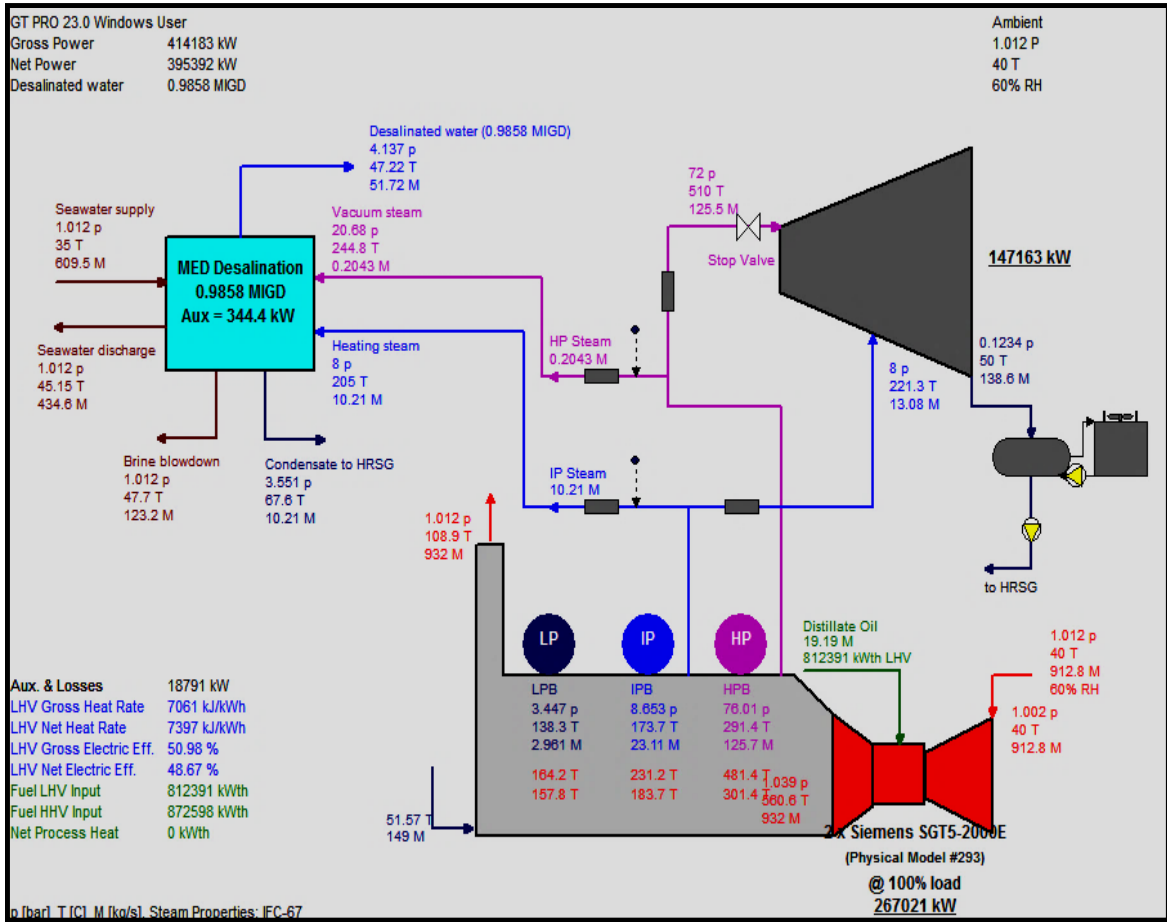 GT PRO 23.0 Windows User
Gross Power 414183 kW
Net Power 395392 kW
Desalinated water 0.9858 MIGD
Ambient
1.012 P
40 T
60% RH
Desalinated water (0.9858 MIGD)
4.137 p
47.22 T
51.72 M
Seawater supply
1.012 p
35 T
609.5 M
Vacuum steam
20.68 p
244.8 T
0.2043 M
MED Desalination
0.9858 MIGD
Aux = 344.4 kW
Seawater discharge
1.012 p
45.15 T
434.6 M
Heating steam
8 p
205 T
10.21 M
Brine blowdown
1.012 p
47.7 T
123.2 M
Condensate to HRSG
3.551 p
67.6 T
10.21 M
72 p
510 T
125.5 M
Stop Valve
147163 kW
HP Steam
0.2043 M
0.1234 p
50 T
138.6 M
8 p
221.3 T
13.08 M
IP Steam
10.21 M
to HRSG
1.012 p
108.9 T
932 M
LP
IP
HP
Distillate Oil
19.19 M
812391 kWth LHV
1.012 p
40 T
912.8 M
60% RH
1.002 p
40 T
912.8 M
LPB
3.447 p
138.3 T
2.961 M
164.2 T
157.8 T
IPB
8.653 p
173.7 T
23.11 M
231.2 T
183.7 T
HPB
76.01 p
291.4 T
125.7 M
481.4 T
301.4 T
1.039 p
560.6 T
932 M
51.57 T
149 M
2 x Siemens SGT5-2000E
(Physical Model #293)
@ 100% load
267021 kW
Aux. & Losses 18791 kW
LHV Gross Heat Rate 7061 kJ/kWh
LHV Net Heat Rate 7397 kJ/kWh
LHV Gross Electric Eff. 50.98 %
LHV Net Electric Eff. 48.67 %
Fuel LHV Input 812391 kWth
Fuel HHV Input 872598 kWth
Net Process Heat 0 kWth
p [bar] T [C] M [kg/s], Steam Properties: IFC-67